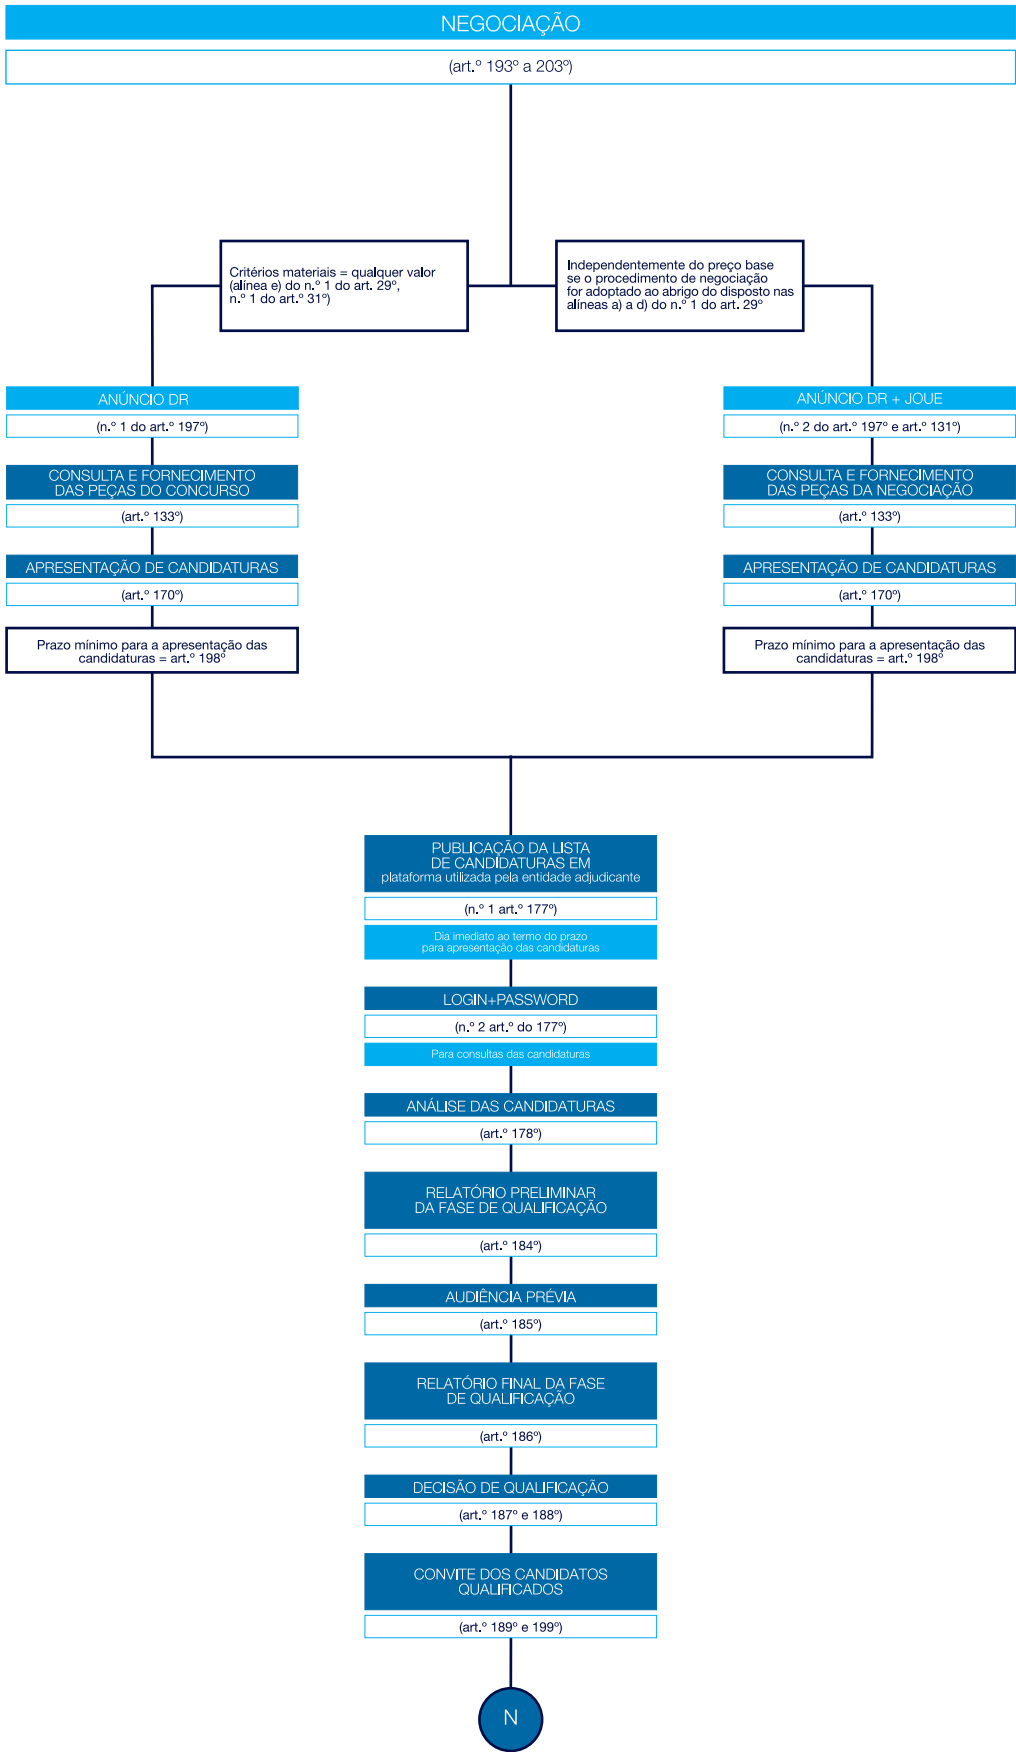 NEGOCIAÇÃO
(art.º 193º a 203º)
Critérios materiais = qualquer valor
(alínea e) do n.º 1 do art. 29º,
n.º 1 do art.º 31º)
Independentemente do preço base
se o procedimento de negociação
for adoptado ao abrigo do disposto nas
alíneas a) a d) do n.º 1 do art. 29º
ANÚNCIO DR
(n.º 1 do art.º 197º)
CONSULTA E FORNECIMENTO
DAS PEÇAS DO CONCURSO
(art.º 133º)
APRESENTAÇÃO DE CANDIDATURAS
(art.º 170º)
Prazo mínimo para a apresentação das
candidaturas = art.º 198º
ANÚNCIO DR + JOUE
(n.º 2 do art.º 197º e art.º 131º)
CONSULTA E FORNECIMENTO
DAS PEÇAS DA NEGOCIAÇÃO
(art.º 133º)
APRESENTAÇÃO DE CANDIDATURAS
(art.º 170º)
Prazo mínimo para a apresentação das
candidaturas = art.º 198º
PUBLICAÇÃO DA LISTA
DE CANDIDATURAS EM
plataforma utilizada pela entidade adjudicante
(n.º 1 art.º 177º)
Dia imediato ao termo do prazo
para apresentação das candidaturas
LOGIN+PASSWORD
(n.º 2 art.º do 177º)
Para consultas das candidaturas
ANÁLISE DAS CANDIDATURAS
(art.º 178º)
RELATÓRIO PRELIMINAR
DA FASE DE QUALIFICAÇÃO
(art.º 184º)
AUDIÊNCIA PRÉVIA
(art.º 185º)
RELATÓRIO FINAL DA FASE
DE QUALIFICAÇÃO
(art.º 186º)
DECISÃO DE QUALIFICAÇÃO
(art.º 187º e 188º)
CONVITE DOS CANDIDATOS
QUALIFICADOS
(art.º 189º e 199º)
N